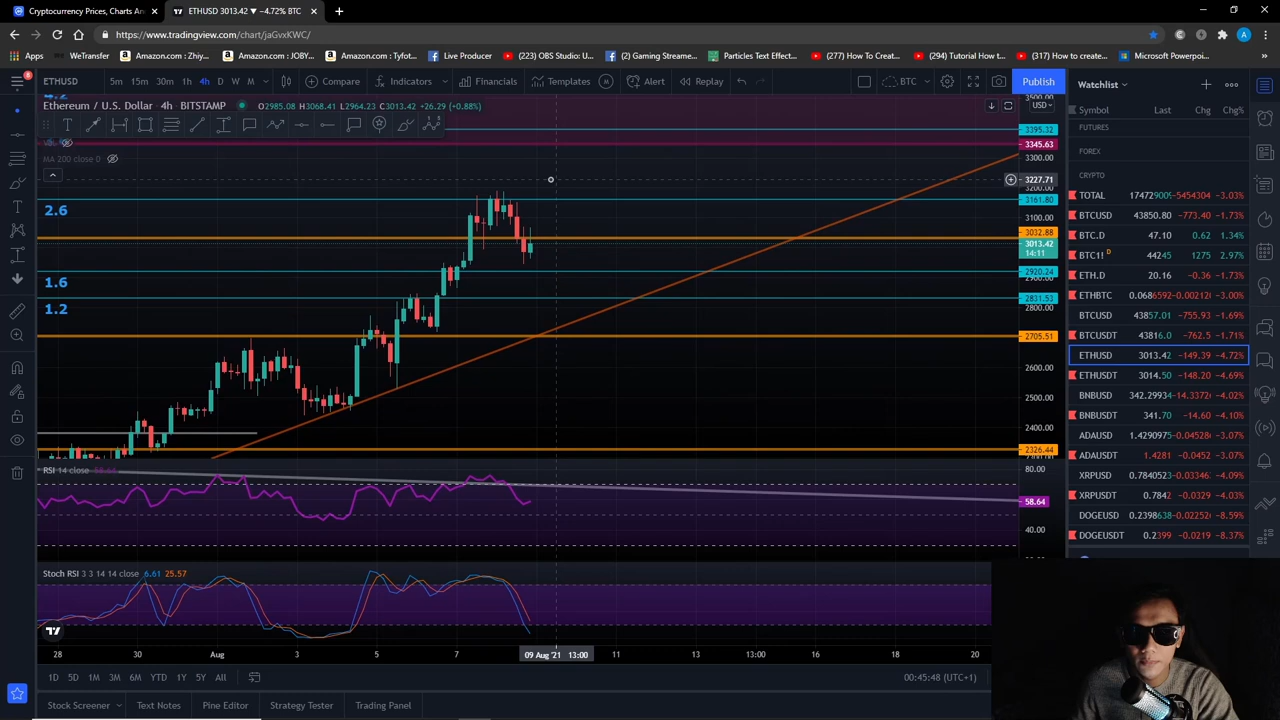 Cryptocurrency Prices, Charts An
ETHUSD 3013.42 ▼ −4.72% BTC
https://www.tradingview.com/chart/jaGvxKWC/
Apps
WeTransfer
Amazon.com : Zhiy...
Amazon.com : JOBY...
Amazon.com : Tyfot...
Live Producer
(223) OBS Studio: U...
(2) Gaming Streame...
Particles Text Effect...
(277) How To Creat...
(294) Tutorial How t...
(317) How to create...
Microsoft Powerpoi...
8
ETHUSD
5m 15m 30m 1h 4h D W M
Compare
Indicators
Financials
Templates
Alert
Replay
BTC
Publish
Ethereum / U.S. Dollar · 4h · BITSTAMP
O2985.08 H3068.41 L2964.23 C3013.42 +26.29 (+0.88%)
USD
MA 200 close 0
2.6
1.6
1.2
3395.32
3345.63
3300.00
3227.71
3200.00
3161.80
3100.00
3032.88
3013.42
14:11
2920.24
2900.00
2831.53
2800.00
2705.51
2600.00
2500.00
2400.00
2326.44
RSI 14 close 58.64
80.00
58.64
40.00
Stoch RSI 3 3 14 14 close 6.61 25.57
28 30 Aug 3 5 7 09 Aug '21 13:00 11 13 13:00 16 18 20
1D 5D 1M 3M 6M YTD 1Y 5Y All
00:45:48 (UTC+1)
Stock Screener
Text Notes
Pine Editor
Strategy Tester
Trading Panel
Watchlist
Symbol Last Chg Chg%
FUTURES
FOREX
CRYPTO
TOTAL 17472900 -5454304 −3.03%
BTCUSD 43850.80 −773.40 −1.73%
BTC.D 47.10 0.62 1.34%
BTC1! D 44245 1275 2.97%
ETH.D 20.16 −0.36 −1.73%
ETHBTC 0.0686592 −0.00212 −3.00%
BTCUSD 43857.01 −755.93 −1.69%
BTCUSDT 43816.0 −762.5 −1.71%
ETHUSD 3013.42 −149.39 −4.72%
ETHUSDT 3014.50 −148.20 −4.69%
BNBUSD 342.29934 −14.3372 −4.02%
BNBUSDT 341.70 −14.60 −4.10%
ADAUSD 1.4290975 −0.04528 −3.07%
ADAUSDT 1.4281 −0.0452 −3.07%
XRPUSD 0.7840523 −0.03346 −4.09%
XRPUSDT 0.7842 −0.0329 −4.03%
DOGEUSD 0.2398638 −0.02252 −8.59%
DOGEUSDT 0.2399 −0.0219 −8.37%